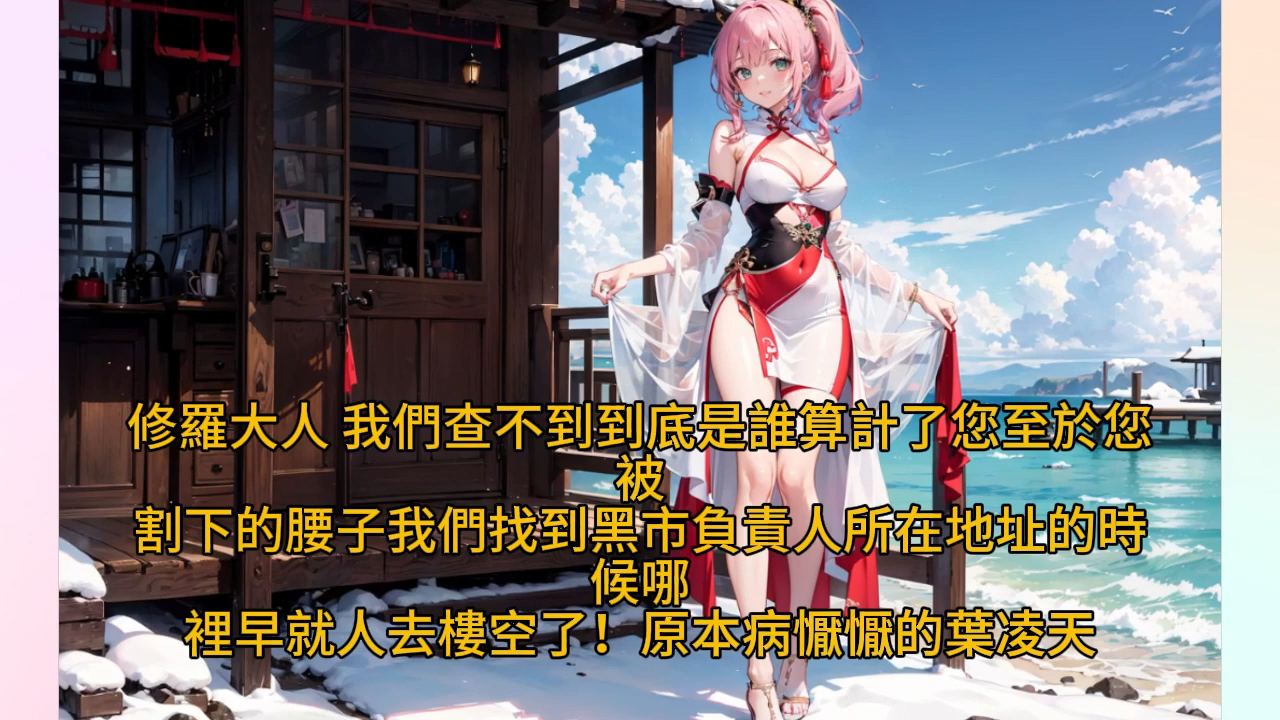 修羅大人 我們查不到到底是誰算計了您至於您
被
割下的腰子我們找到黑市負責人所在地址的時
候哪
裡早就人去樓空了！原本病懨懨的葉凌天